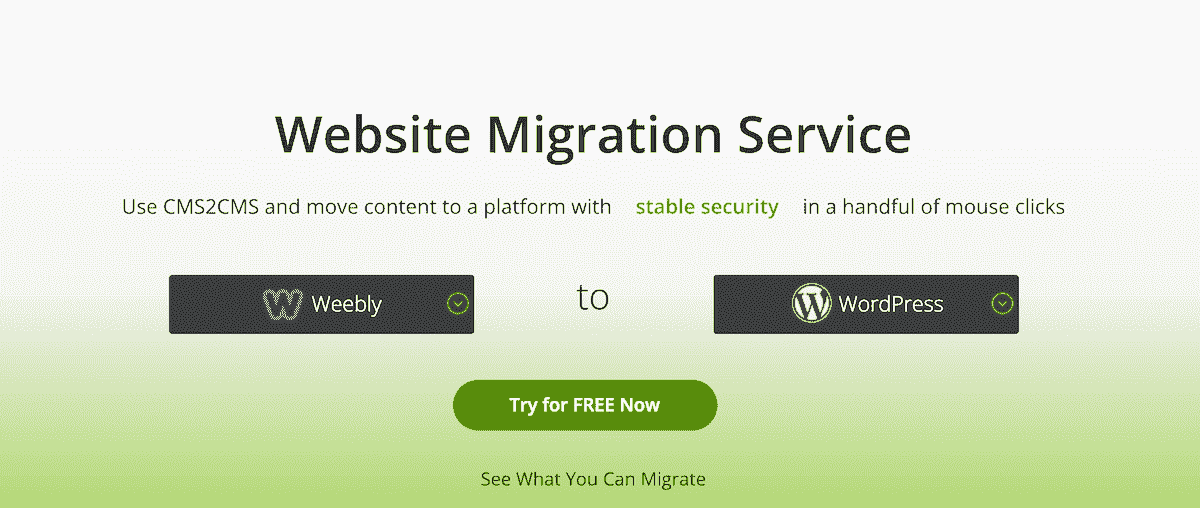 Website Migration Service
Use CMS2CMS and move content to a platform with stable security in a handful of mouse clicks
Weebly to WordPress
Try for FREE Now
See What You Can Migrate